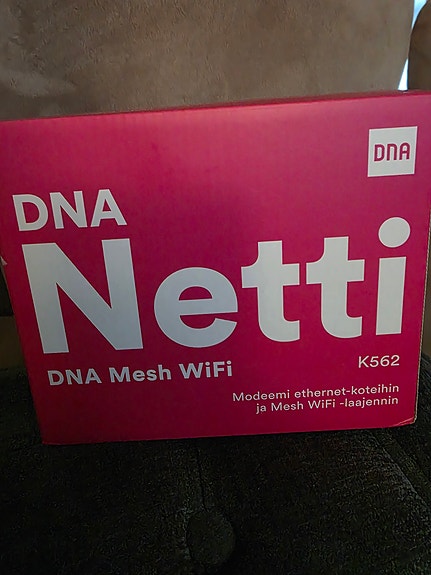 DNA
DNA
Netti
DNA Mesh WiFi
K562
Modeemi ethernet-koteihin
ja Mesh WiFi -laajennin